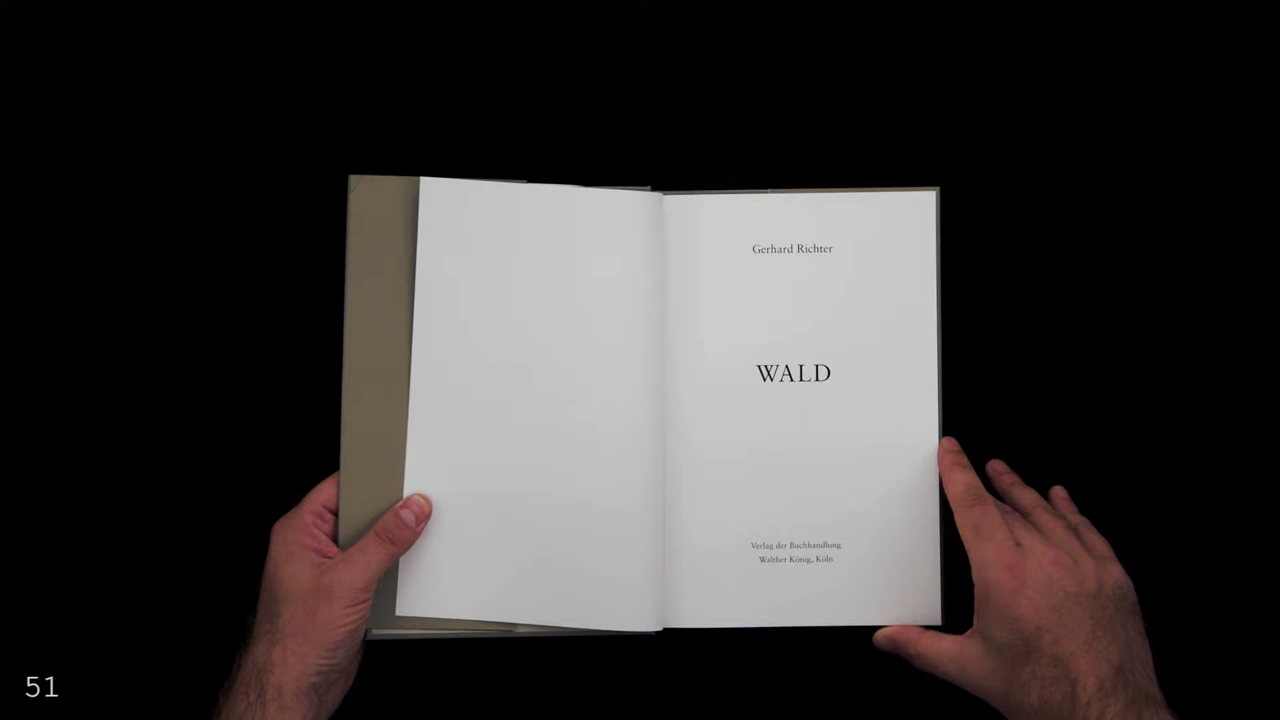 Gerhard Richter
WALD
Verlag der Buchhandlung
Walther König, Köln
51